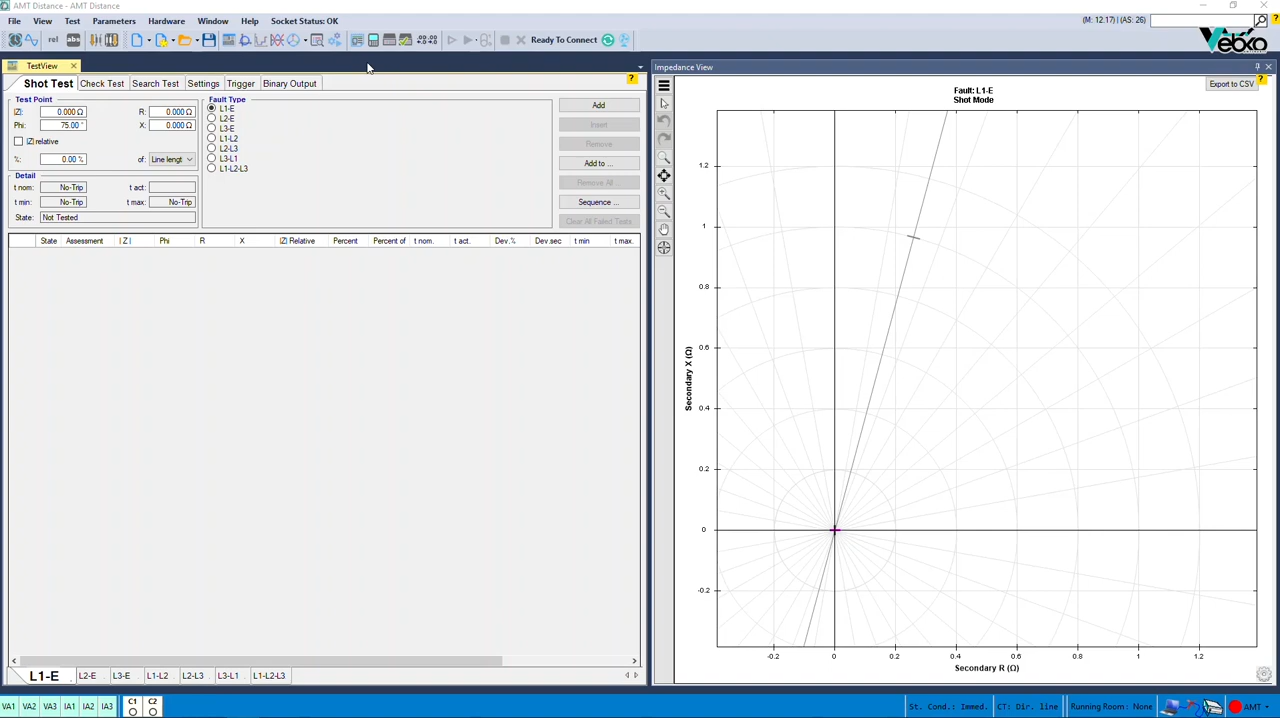 AMT Distance - AMT Distance
File View Test Parameters Hardware Window Help Socket Status: OK
(M: 12.17) | (AS: 26)
rel abs Ready To Connect
Vebko
TestView
Shot Test Check Test Search Test Settings Trigger Binary Output
Test Point
|Z|: 0.000 Ω R: 0.000 Ω
Phi: 75.00 ° X: 0.000 Ω
|Z| relative
%: 0.00 % of: Line lengt
Detail
t nom: No-Trip t act:
t min: No-Trip t max: No-Trip
State: Not Tested
Fault Type
L1-E
L2-E
L3-E
L1-L2
L2-L3
L3-L1
L1-L2-L3
Add
Insert
Remove
Add to ...
Remove All ...
Sequence ...
Clear All Failed Tests
State Assessment | Z | Phi R X |Z| Relative Percent Percent of t nom. t act. Dev.% Dev.sec t min t max.
L1-E L2-E L3-E L1-L2 L2-L3 L3-L1 L1-L2-L3
Impedance View
Export to CSV
Fault: L1-E
Shot Mode
Secondary X (Ω)
1.2
1
0.8
0.6
0.4
0.2
0
-0.2
-0.2 0 0.2 0.4 0.6 0.8 1 1.2
Secondary R (Ω)
VA1 VA2 VA3 IA1 IA2 IA3 C1 C2
St. Cond.: Immed. CT: Dir. line Running Room: None AMT